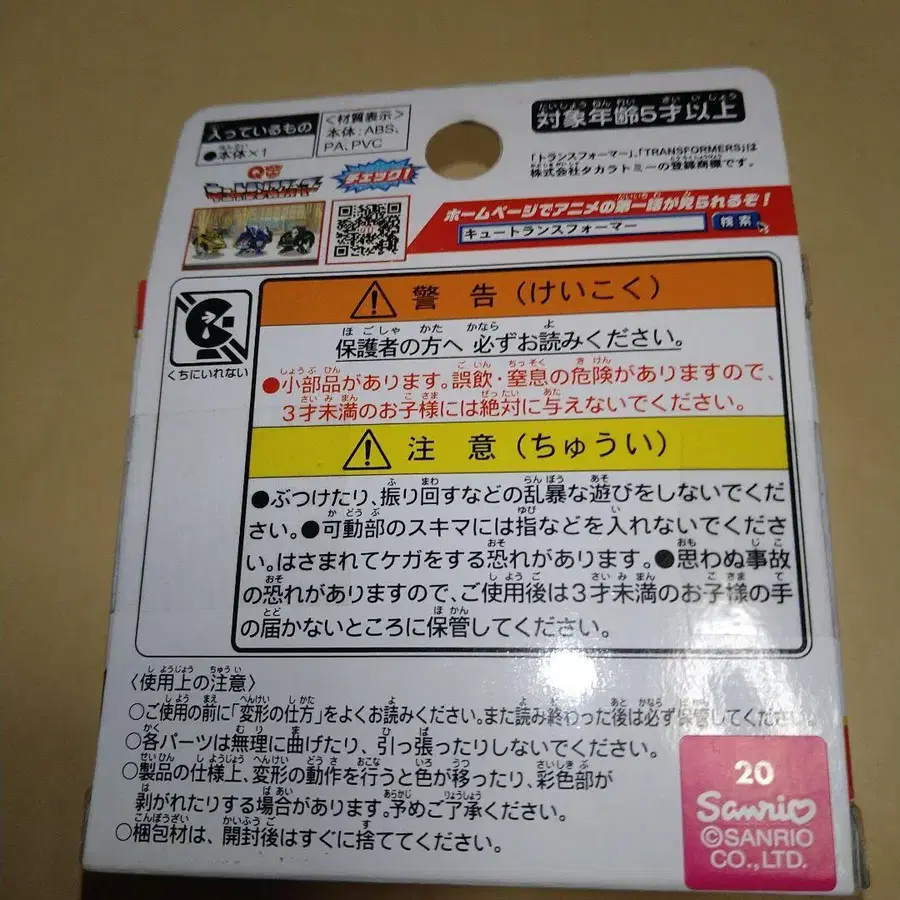 入っているもの
●本体×1
〈材質表示〉
本体:ABS、
PA、PVC
対象年齢5才以上
「トランスフォーマー」、「TRANSFORMERS」は
株式会社タカラトミーの登録商標です。
キュートランスフォーマー
チェック!
ホームページでアニメの第一話が見られるぞ!
キュートランスフォーマー 検索
くちにいれない
警告(けいこく)
保護者の方へ 必ずお読みください。
●小部品があります。誤飲・窒息の危険がありますので、
3才未満のお子様には絶対に与えないでください。
注意(ちゅうい)
●ぶつけたり、振り回すなどの乱暴な遊びをしないでくだ
さい。●可動部のスキマには指などを入れないでくださ
い。はさまれてケガをする恐れがあります。●思わぬ事故
の恐れがありますので、ご使用後は3才未満のお子様の手
の届かないところに保管してください。
〈使用上の注意〉
○ご使用の前に「変形の仕方」をよくお読みください。また読み終わった後は必ず保管してください。
○各パーツは無理に曲げたり、引っ張ったりしないでください。
○製品の仕様上、変形の動作を行うと色が移ったり、彩色部が
剥がれたりする場合があります。予めご了承ください。
○梱包材は、開封後はすぐに捨ててください。
20
Sanrio
©SANRIO
CO.,LTD.